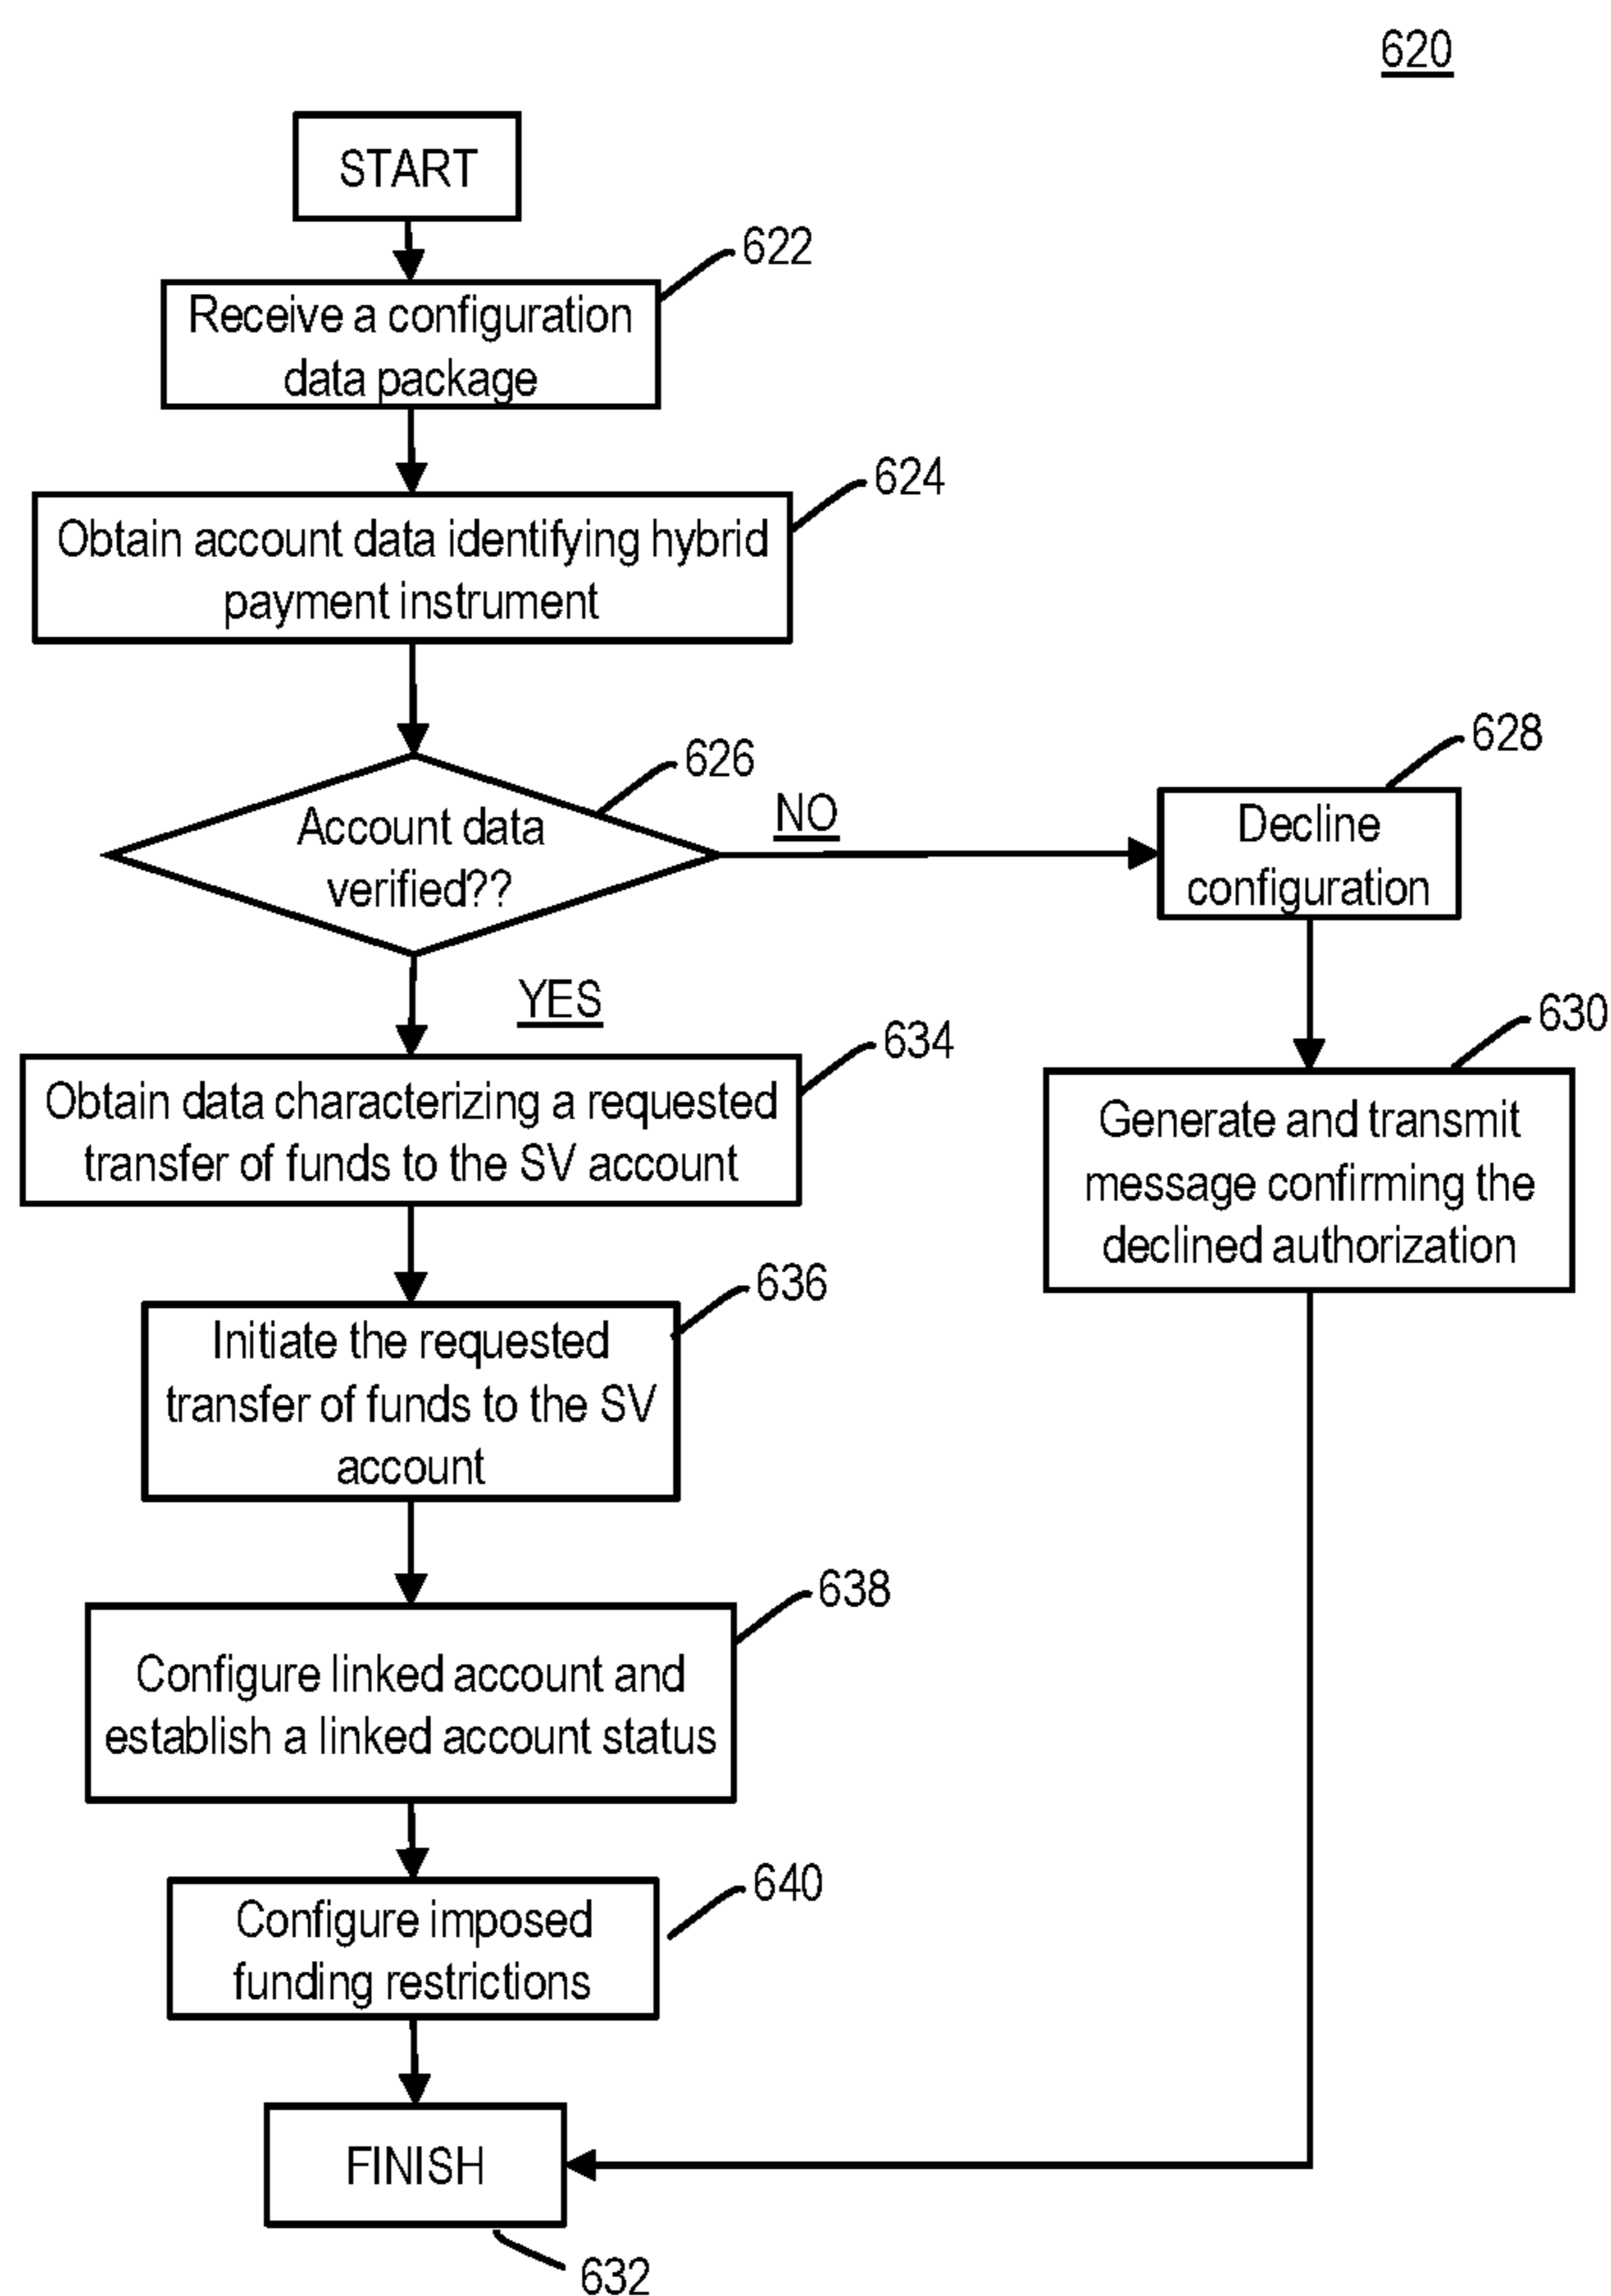 620
START
622
Receive a configuration
data package
624
Obtain account data identifying hybrid
payment instrument
626
Account data
verified??
NO
628
Decline
configuration
YES
630
Generate and transmit
message confirming the
declined authorization
634
Obtain data characterizing a requested
transfer of funds to the SV account
636
Initiate the requested
transfer of funds to the SV
account
638
Configure linked account and
establish a linked account status
640
Configure imposed
funding restrictions
FINISH
632